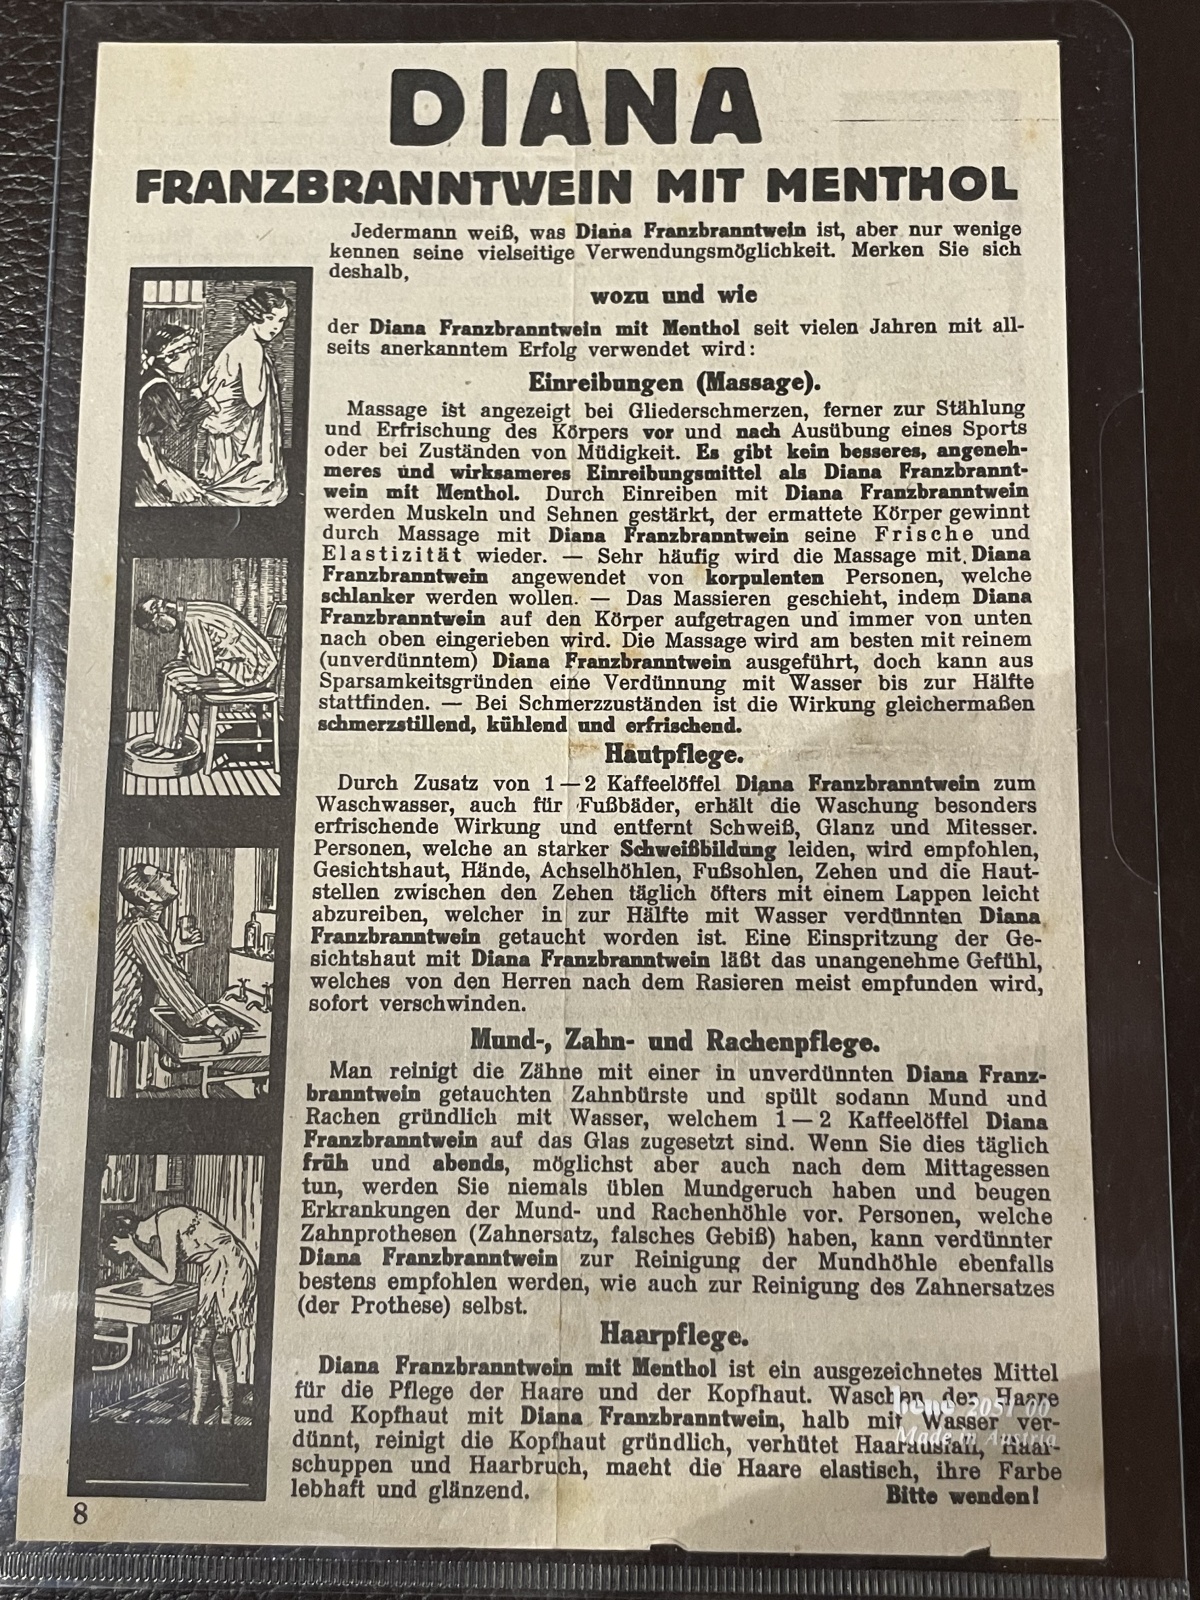 DIANA
FRANZBRANNTWEIN MIT MENTHOL
Jedermann weiß, was Diana Franzbranntwein ist, aber nur wenige
kennen seine vielseitige Verwendungsmöglichkeit. Merken Sie sich
deshalb,
wozu und wie
der Diana Franzbranntwein mit Menthol seit vielen Jahren mit all-
seits anerkanntem Erfolg verwendet wird:
Einreibungen (Massage).
Massage ist angezeigt bei Gliederschmerzen, ferner zur Stählung
und Erfrischung des Körpers vor und nach Ausübung eines Sports
oder bei Zuständen von Müdigkeit. Es gibt kein besseres, angeneh-
meres und wirksameres Einreibungsmittel als Diana Franzbrannt-
wein mit Menthol. Durch Einreiben mit Diana Franzbranntwein
werden Muskeln und Sehnen gestärkt, der ermattete Körper gewinnt
durch Massage mit Diana Franzbranntwein seine Frische und
Elastizität wieder. — Sehr häufig wird die Massage mit Diana
Franzbranntwein angewendet von korpulenten Personen, welche
schlanker werden wollen. — Das Massieren geschieht, indem Diana
Franzbranntwein auf den Körper aufgetragen und immer von unten
nach oben eingerieben wird. Die Massage wird am besten mit reinem
(unverdünntem) Diana Franzbranntwein ausgeführt, doch kann aus
Sparsamkeitsgründen eine Verdünnung mit Wasser bis zur Hälfte
stattfinden. — Bei Schmerzzuständen ist die Wirkung gleichermaßen
schmerzstillend, kühlend und erfrischend.
Hautpflege.
Durch Zusatz von 1—2 Kaffeelöffel Diana Franzbranntwein zum
Waschwasser, auch für Fußbäder, erhält die Waschung besonders
erfrischende Wirkung und entfernt Schweiß, Glanz und Mitesser.
Personen, welche an starker Schweißbildung leiden, wird empfohlen,
Gesichtshaut, Hände, Achselhöhlen, Fußsohlen, Zehen und die Haut-
stellen zwischen den Zehen täglich öfters mit einem Lappen leicht
abzureiben, welcher in zur Hälfte mit Wasser verdünnten Diana
Franzbranntwein getaucht worden ist. Eine Einspritzung der Ge-
sichtshaut mit Diana Franzbranntwein läßt das unangenehme Gefühl,
welches von den Herren nach dem Rasieren meist empfunden wird,
sofort verschwinden.
Mund-, Zahn- und Rachenpflege.
Man reinigt die Zähne mit einer in unverdünnten Diana Franz-
branntwein getauchten Zahnbürste und spült sodann Mund und
Rachen gründlich mit Wasser, welchem 1—2 Kaffeelöffel Diana
Franzbranntwein auf das Glas zugesetzt sind. Wenn Sie dies täglich
früh und abends, möglichst aber auch nach dem Mittagessen
tun, werden Sie niemals üblen Mundgeruch haben und beugen
Erkrankungen der Mund- und Rachenhöhle vor. Personen, welche
Zahnprothesen (Zahnersatz, falsches Gebiß) haben, kann verdünnter
Diana Franzbranntwein zur Reinigung der Mundhöhle ebenfalls
bestens empfohlen werden, wie auch zur Reinigung des Zahnersatzes
(der Prothese) selbst.
Haarpflege.
Diana Franzbranntwein mit Menthol ist ein ausgezeichnetes Mittel
für die Pflege der Haare und der Kopfhaut. Waschen der Haare
und Kopfhaut mit Diana Franzbranntwein, halb mit Wasser ver-
dünnt, reinigt die Kopfhaut gründlich, verhütet Haarausfall, Haar-
schuppen und Haarbruch, macht die Haare elastisch, ihre Farbe
lebhaft und glänzend.
Bitte wenden!
8
bene 2051 00
Made in Austria